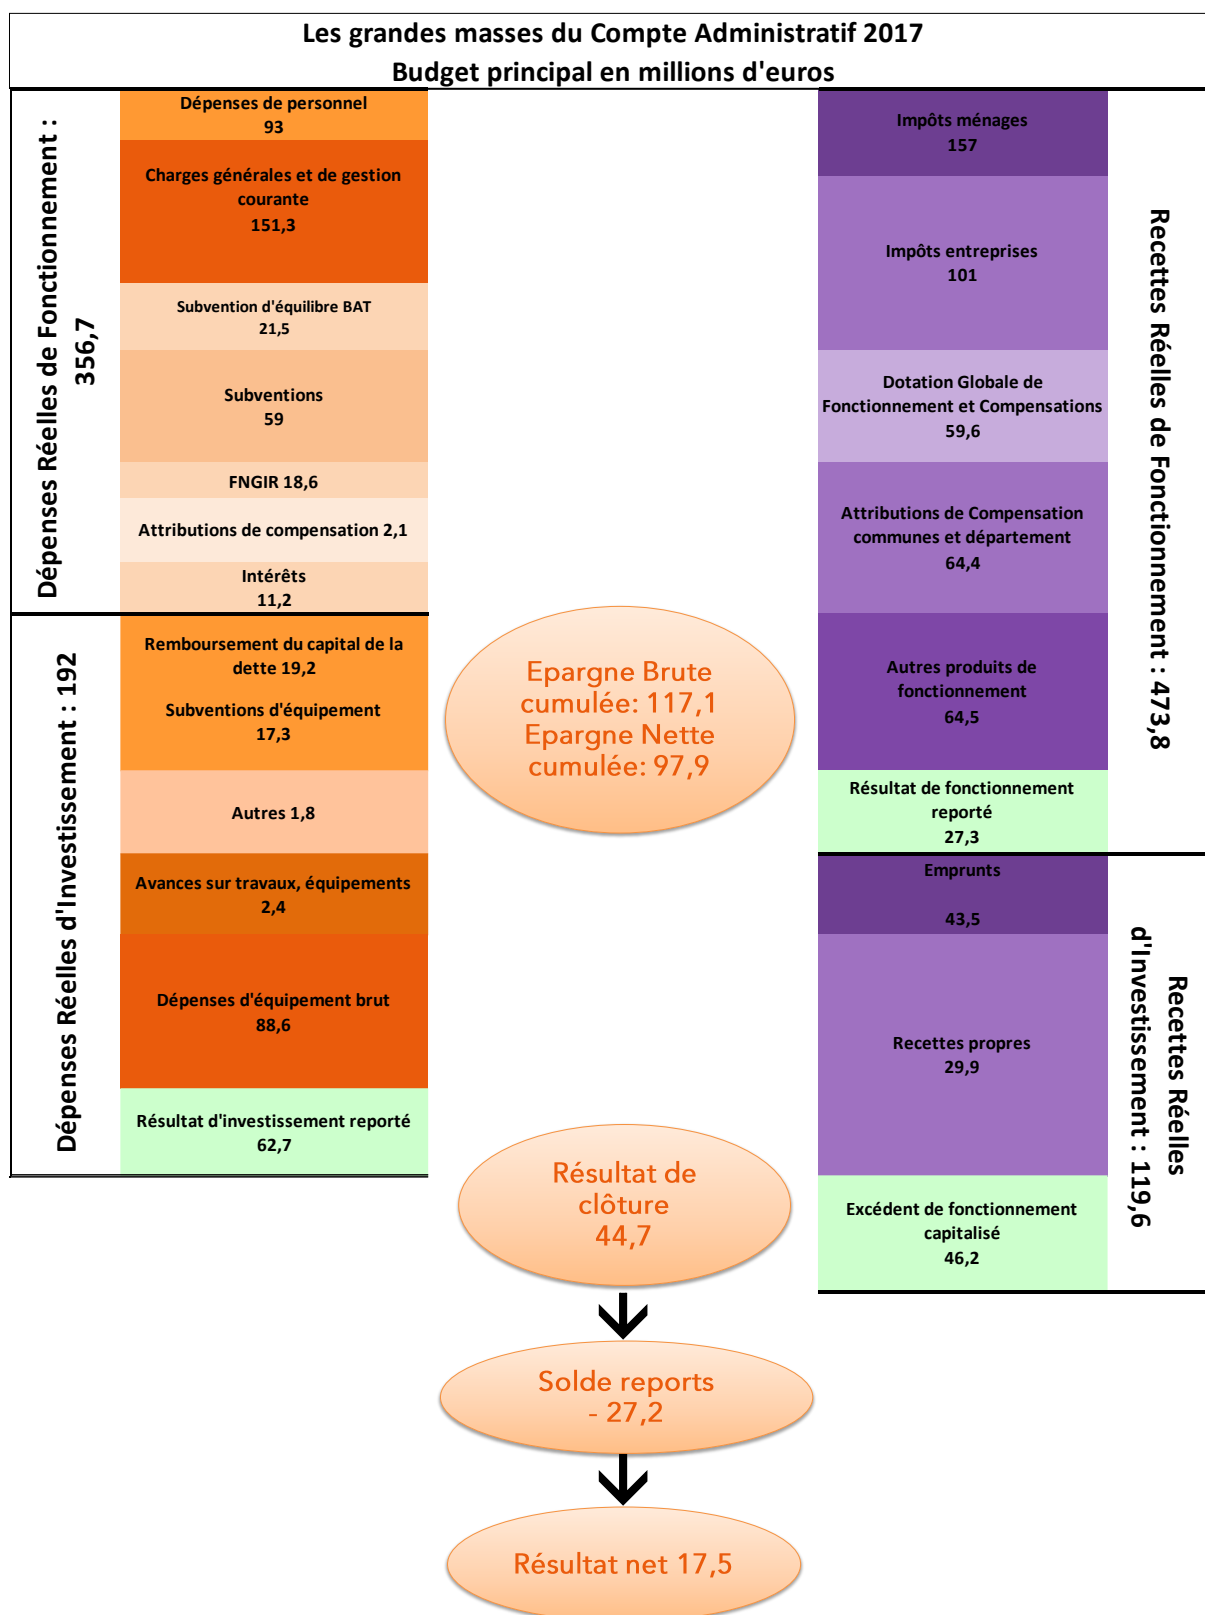 Les grandes masses du Compte Administratif 2017
Budget principal en millions d'euros
Dépenses Réelles de Fonctionnement :
356,7
Dépenses de personnel
93
Charges générales et de gestion
courante
151,3
Subvention d'équilibre BAT
21,5
Subventions
59
FNGIR 18,6
Attributions de compensation 2,1
Intérêts
11,2
Dépenses Réelles d'Investissement : 192
Remboursement du capital de la
dette 19,2
Subventions d'équipement
17,3
Autres 1,8
Avances sur travaux, équipements
2,4
Dépenses d'équipement brut
88,6
Résultat d'investissement reporté
62,7
Epargne Brute
cumulée: 117,1
Epargne Nette
cumulée: 97,9
Résultat de
clôture
44,7
Solde reports
- 27,2
Résultat net 17,5
Impôts ménages
157
Impôts entreprises
101
Dotation Globale de
Fonctionnement et Compensations
59,6
Attributions de Compensation
communes et département
64,4
Autres produits de
fonctionnement
64,5
Résultat de fonctionnement
reporté
27,3
Recettes Réelles de Fonctionnement : 473,8
Emprunts
43,5
Recettes propres
29,9
Excédent de fonctionnement
capitalisé
46,2
Recettes Réelles
d'Investissement : 119,6